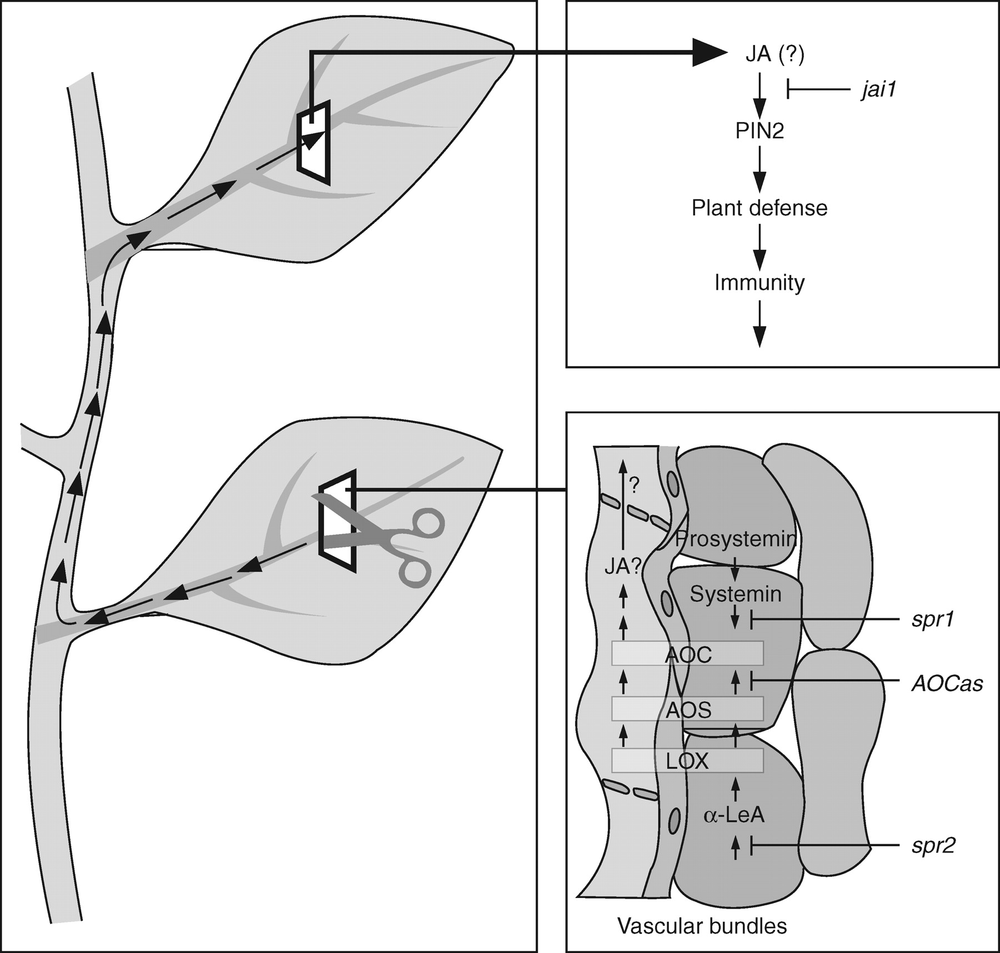 JA (?)
jai1
PIN2
Plant defense
Immunity
?
Prosystemin
JA?
Systemin
spr1
AOC
AOCas
AOS
LOX
α-LeA
spr2
Vascular bundles